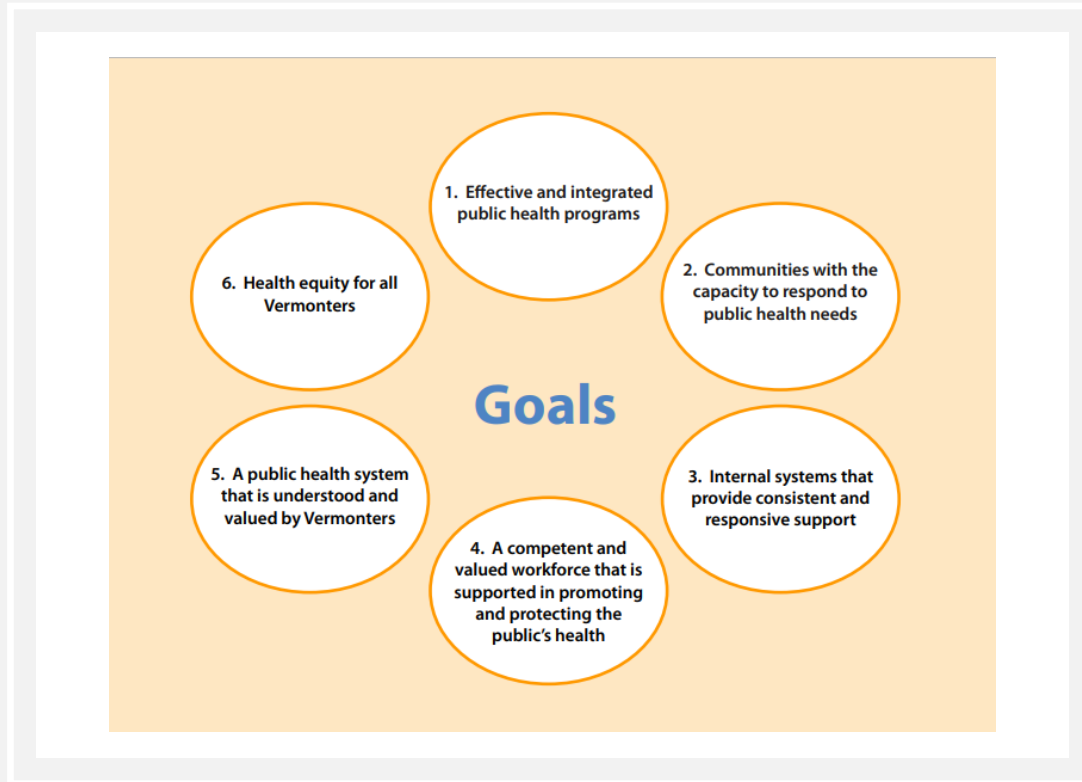 1. Effective and integrated
public health programs
2. Communities with the
capacity to respond to
public health needs
3. Internal systems that
provide consistent and
responsive support
4. A competent and
valued workforce that is
supported in promoting
and protecting the
public’s health
5. A public health system
that is understood and
valued by Vermonters
6. Health equity for all
Vermonters
Goals